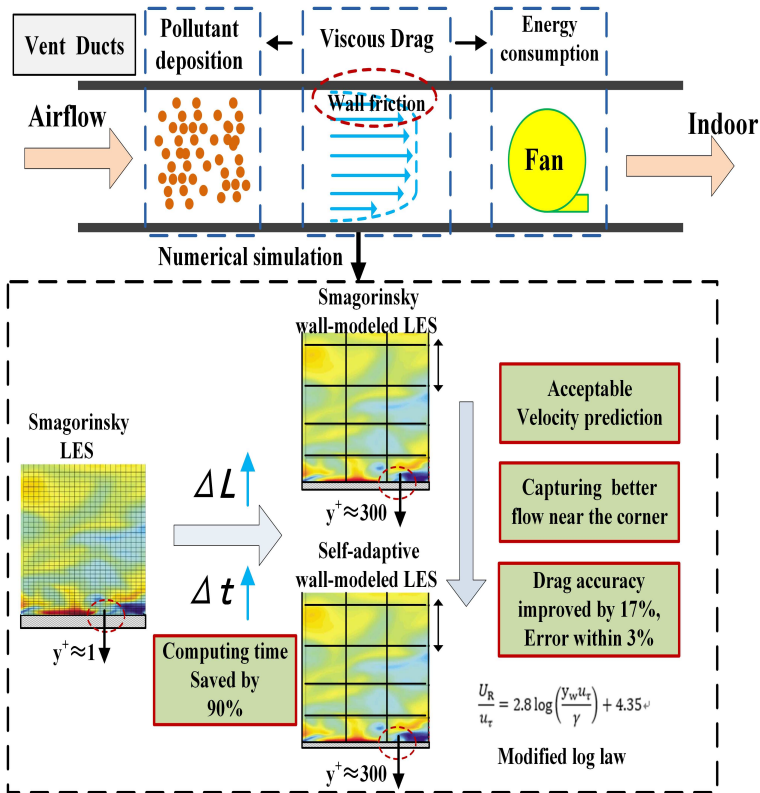 Vent Ducts
Pollutant
deposition
Viscous Drag
Energy
consumption
Airflow
Wall friction
Fan
Indoor
Numerical simulation
Smagorinsky
LES
y⁺≈1
ΔL
Δt
Computing time
Saved by
90%
Smagorinsky
wall-modeled LES
y⁺≈300
Self-adaptive
wall-modeled LES
y⁺≈300
Acceptable
Velocity prediction
Capturing better
flow near the corner
Drag accuracy
improved by 17%,
Error within 3%
U_R/u_τ = 2.8 log(y_w u_τ/γ) + 4.35↵
Modified log law